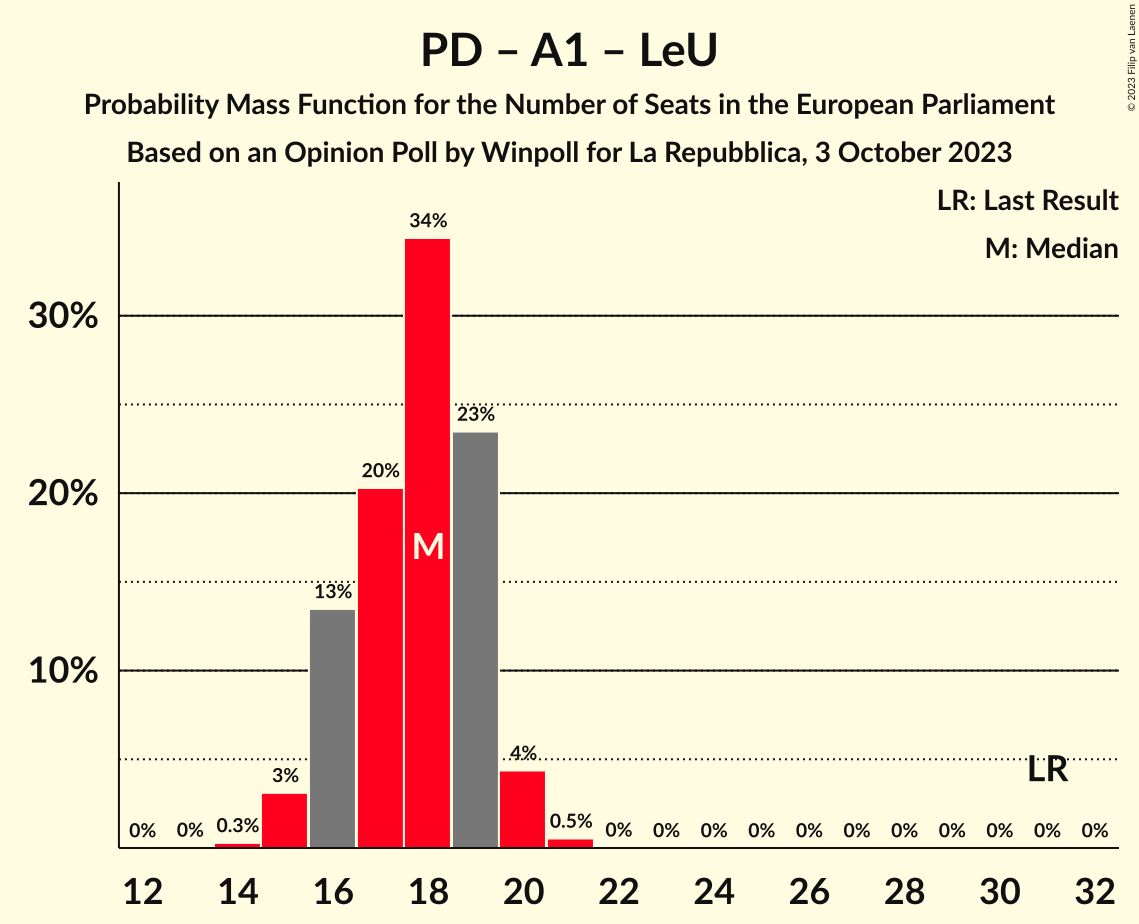 PD – A1 – LeU
Probability Mass Function for the Number of Seats in the European Parliament
Based on an Opinion Poll by Winpoll for La Repubblica, 3 October 2023
© 2023 Filip van Laenen
LR: Last Result
M: Median
34%
30%
23%
20%
20%
M
13%
10%
4%
LR
3%
0% 0% 0.3% 0.5% 0% 0% 0% 0% 0% 0% 0% 0% 0% 0% 0%
12 14 16 18 20 22 24 26 28 30 32